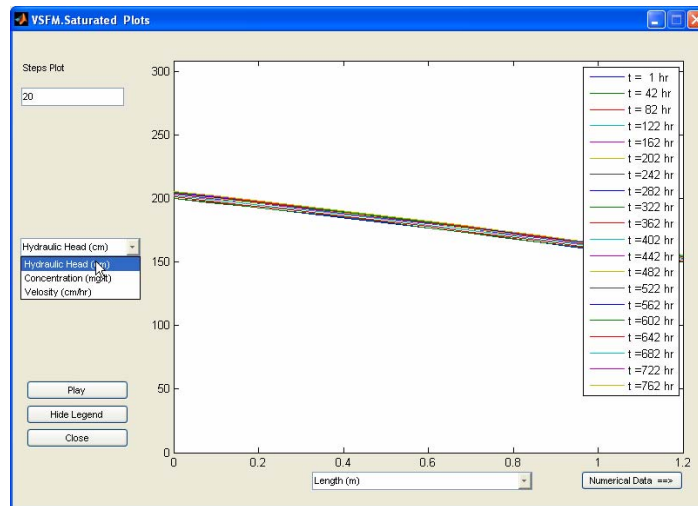 VSFM.Saturated Plots
Steps Plot
20
Hydraulic Head (cm)
Hydraulic Head (cm)
Concentration (mg/lt)
Velosity (cm/hr)
Play
Hide Legend
Close
300
250
200
150
100
50
0
0 0.2 0.4 0.6 0.8 1 1.2
t = 1 hr
t = 42 hr
t = 82 hr
t =122 hr
t =162 hr
t =202 hr
t =242 hr
t =282 hr
t =322 hr
t =362 hr
t =402 hr
t =442 hr
t =482 hr
t =522 hr
t =562 hr
t =602 hr
t =642 hr
t =682 hr
t =722 hr
t =762 hr
Length (m)
Numerical Data ==>